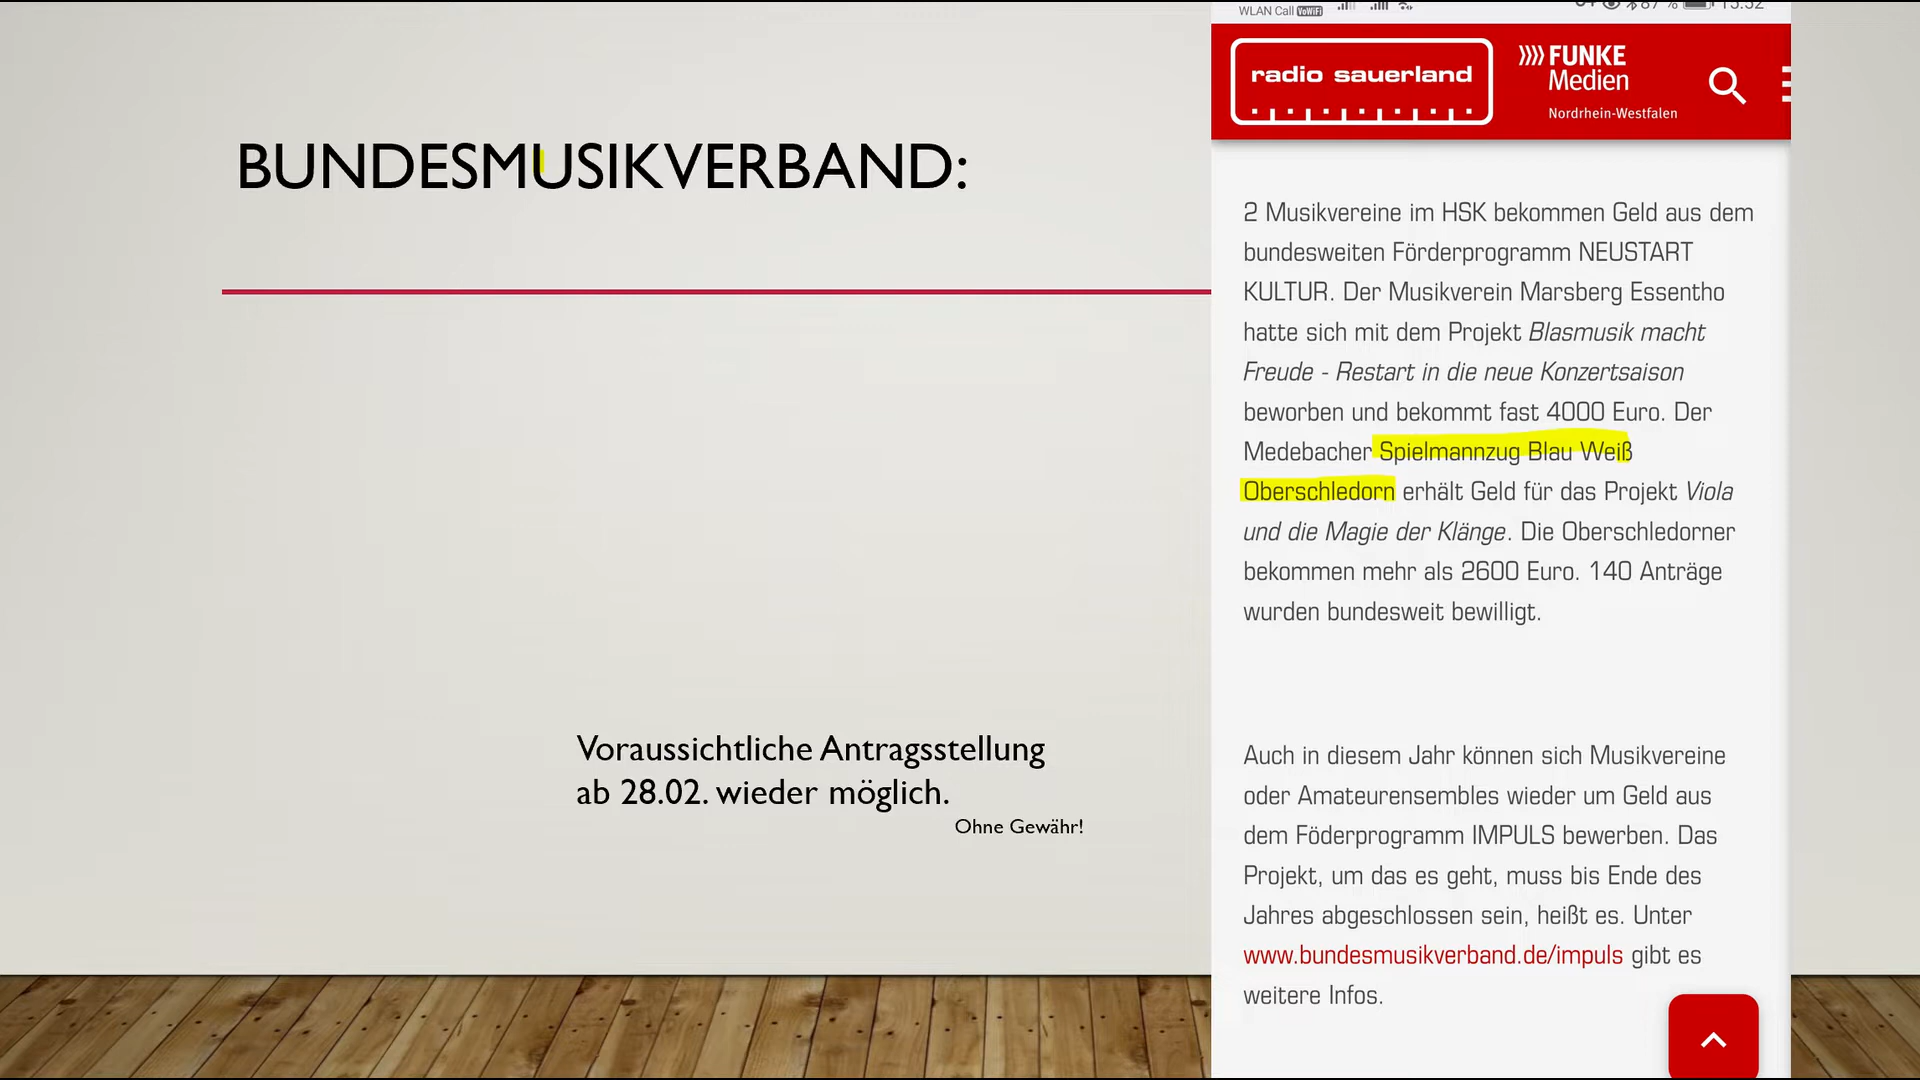 BUNDESMUSIKVERBAND:
Voraussichtliche Antragsstellung
ab 28.02. wieder möglich.
Ohne Gewähr!
WLAN Call VoWiFi
87 % 15:52
radio sauerland
FUNKE
Medien
Nordrhein-Westfalen
2 Musikvereine im HSK bekommen Geld aus dem
bundesweiten Förderprogramm NEUSTART
KULTUR. Der Musikverein Marsberg Essentho
hatte sich mit dem Projekt Blasmusik macht
Freude - Restart in die neue Konzertsaison
beworben und bekommt fast 4000 Euro. Der
Medebacher Spielmannzug Blau Weiß
Oberschledorn erhält Geld für das Projekt Viola
und die Magie der Klänge. Die Oberschledorner
bekommen mehr als 2600 Euro. 140 Anträge
wurden bundesweit bewilligt.
Auch in diesem Jahr können sich Musikvereine
oder Amateurensembles wieder um Geld aus
dem Föderprogramm IMPULS bewerben. Das
Projekt, um das es geht, muss bis Ende des
Jahres abgeschlossen sein, heißt es. Unter
www.bundesmusikverband.de/impuls gibt es
weitere Infos.